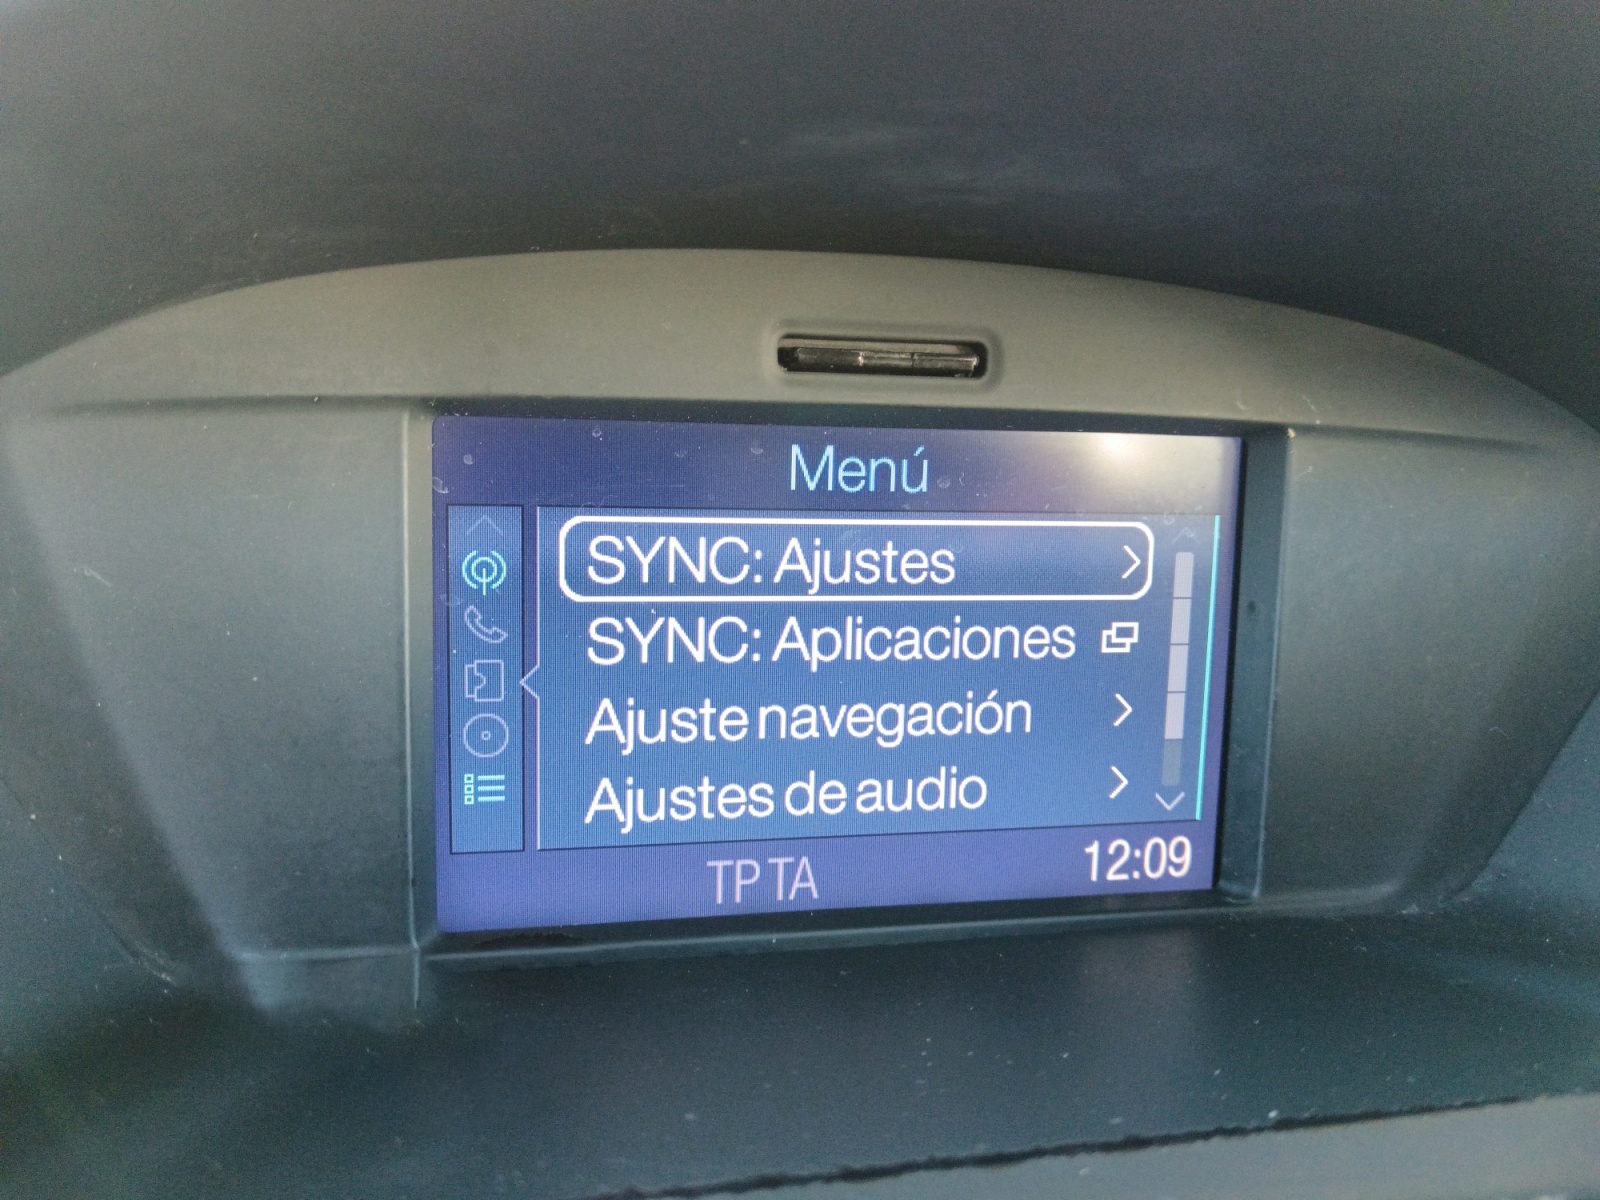 Menú
SYNC: Ajustes
SYNC: Aplicaciones
Ajuste navegación
Ajustes de audio
TP TA
12:09